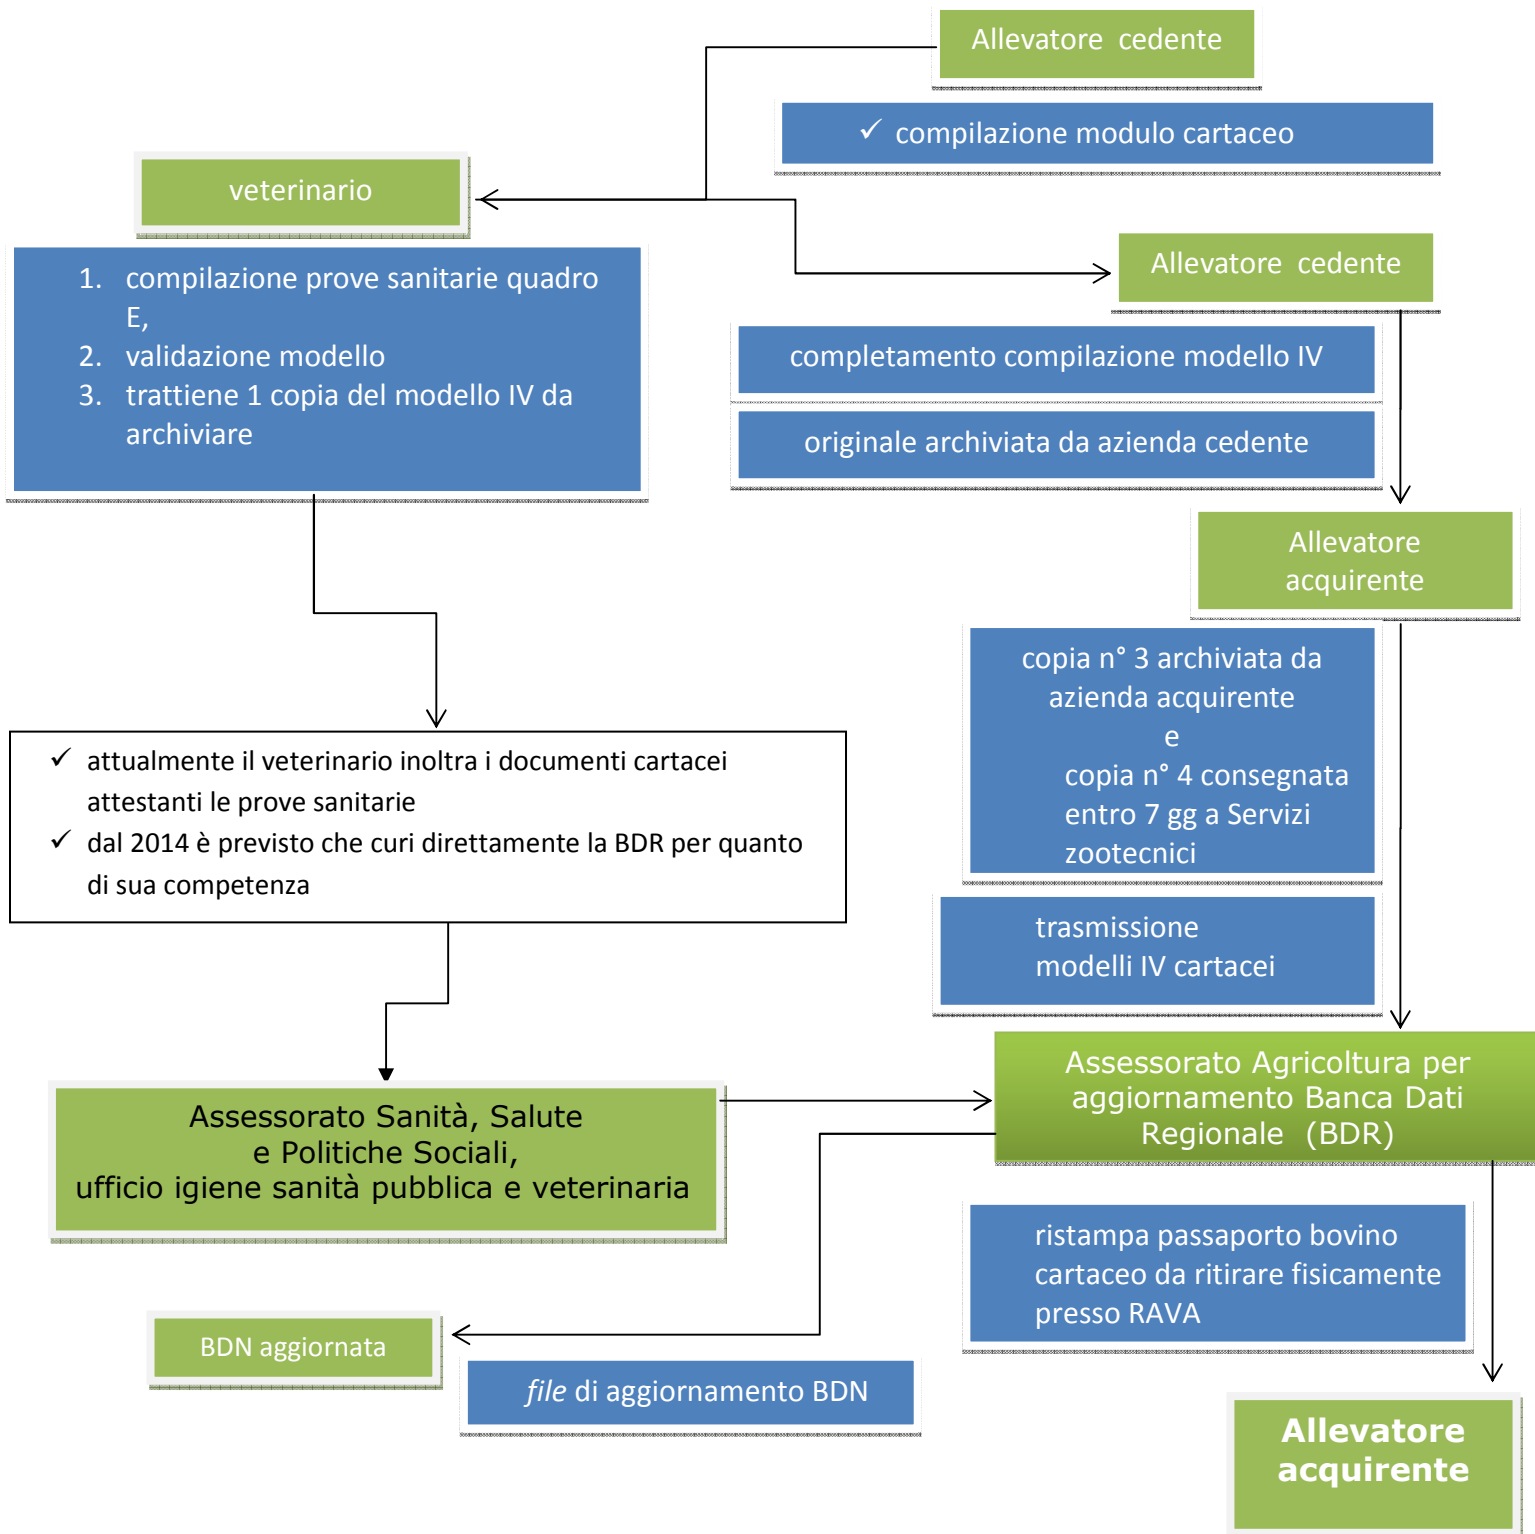 Allevatore cedente
✓ compilazione modulo cartaceo
veterinario
1. compilazione prove sanitarie quadro
E,
2. validazione modello
3. trattiene 1 copia del modello IV da
archiviare
Allevatore cedente
completamento compilazione modello IV
originale archiviata da azienda cedente
Allevatore
acquirente
copia n° 3 archiviata da
azienda acquirente
e
copia n° 4 consegnata
entro 7 gg a Servizi
zootecnici
✓ attualmente il veterinario inoltra i documenti cartacei
attestanti le prove sanitarie
✓ dal 2014 è previsto che curi direttamente la BDR per quanto
di sua competenza
trasmissione
modelli IV cartacei
Assessorato Agricoltura per
aggiornamento Banca Dati
Regionale (BDR)
Assessorato Sanità, Salute
e Politiche Sociali,
ufficio igiene sanità pubblica e veterinaria
ristampa passaporto bovino
cartaceo da ritirare fisicamente
presso RAVA
BDN aggiornata
file di aggiornamento BDN
Allevatore
acquirente